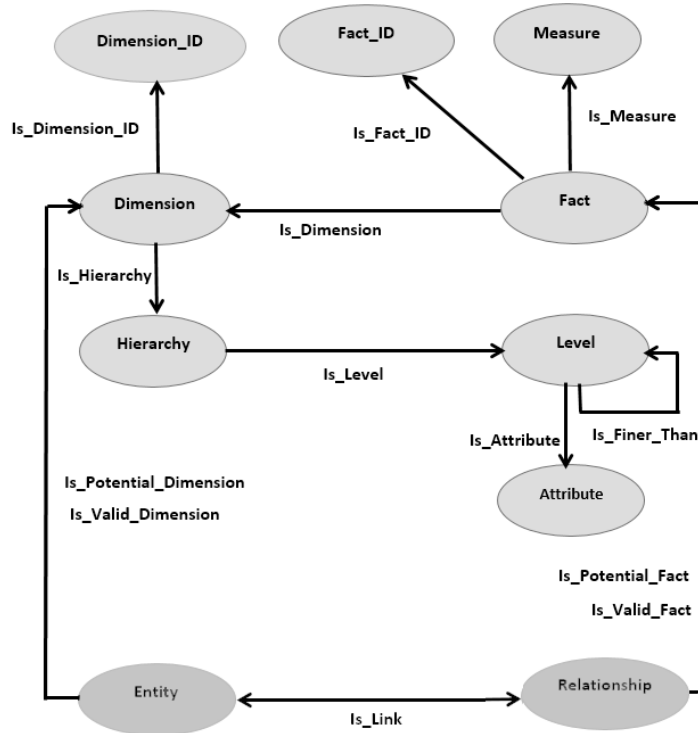 Dimension_ID
Fact_ID
Measure
Is_Dimension_ID
Is_Fact_ID
Is_Measure
Dimension
Fact
Is_Dimension
Is_Hierarchy
Hierarchy
Level
Is_Level
Is_Attribute
Is_Finer_Than
Attribute
Is_Potential_Dimension
Is_Valid_Dimension
Is_Potential_Fact
Is_Valid_Fact
Entity
Relationship
Is_Link